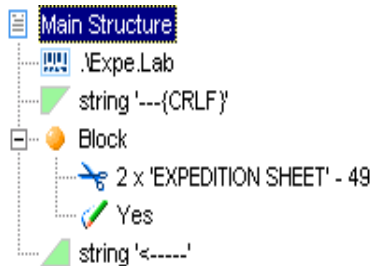 Main Structure
.\Expe.Lab
string '---{CRLF}'
Block
2 x 'EXPEDITION SHEET' - 49
Yes
string '<-----'